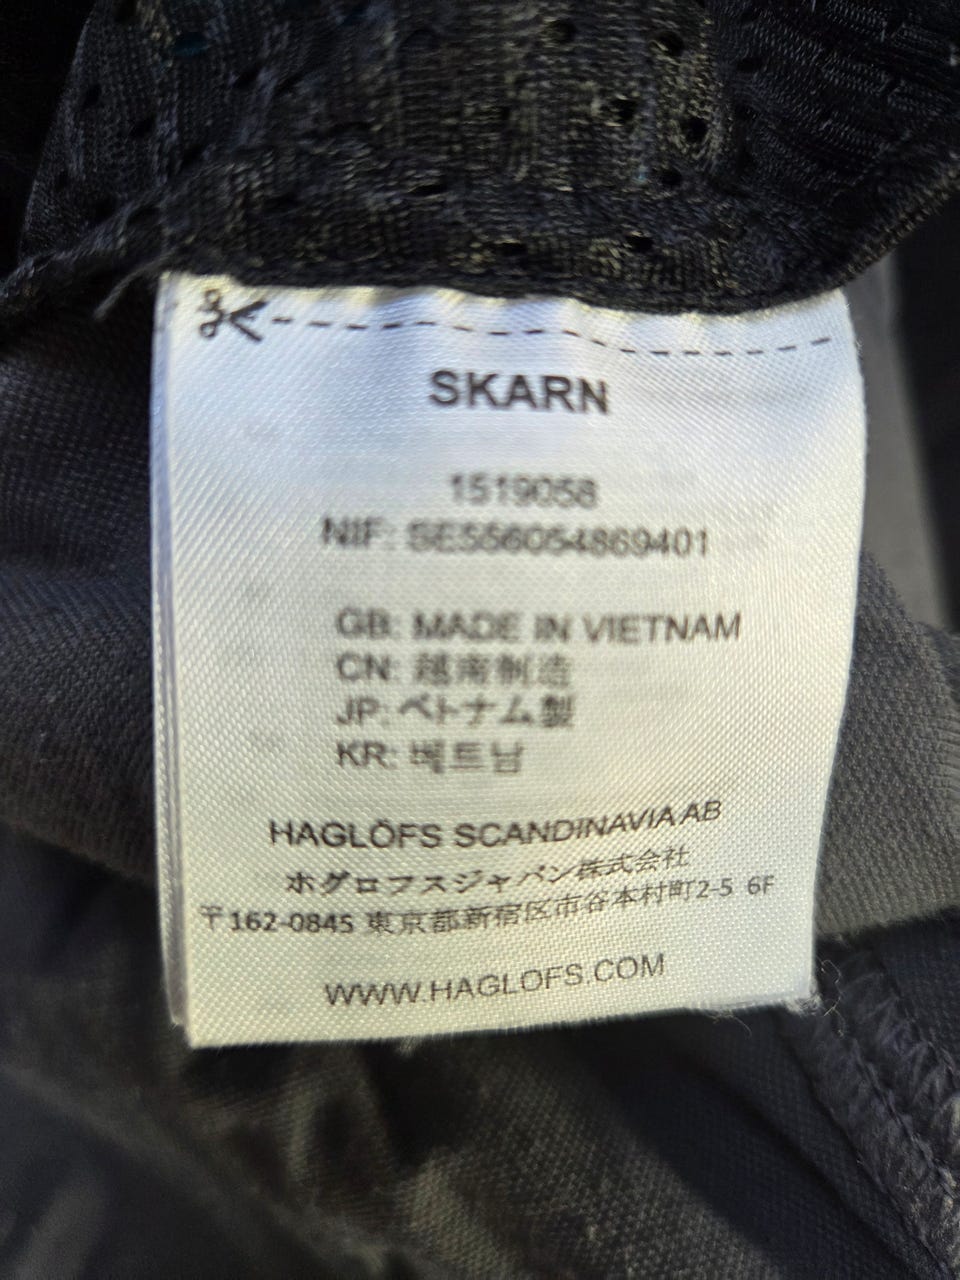 SKARN
1519058
NIF: SE556054869401
GB: MADE IN VIETNAM
CN: 越南制造
JP: ベトナム製
KR: 베트남
HAGLÖFS SCANDINAVIA AB
ホグロフスジャパン株式会社
〒162-0845 東京都新宿区市谷本村町2-5 6F
WWW.HAGLOFS.COM